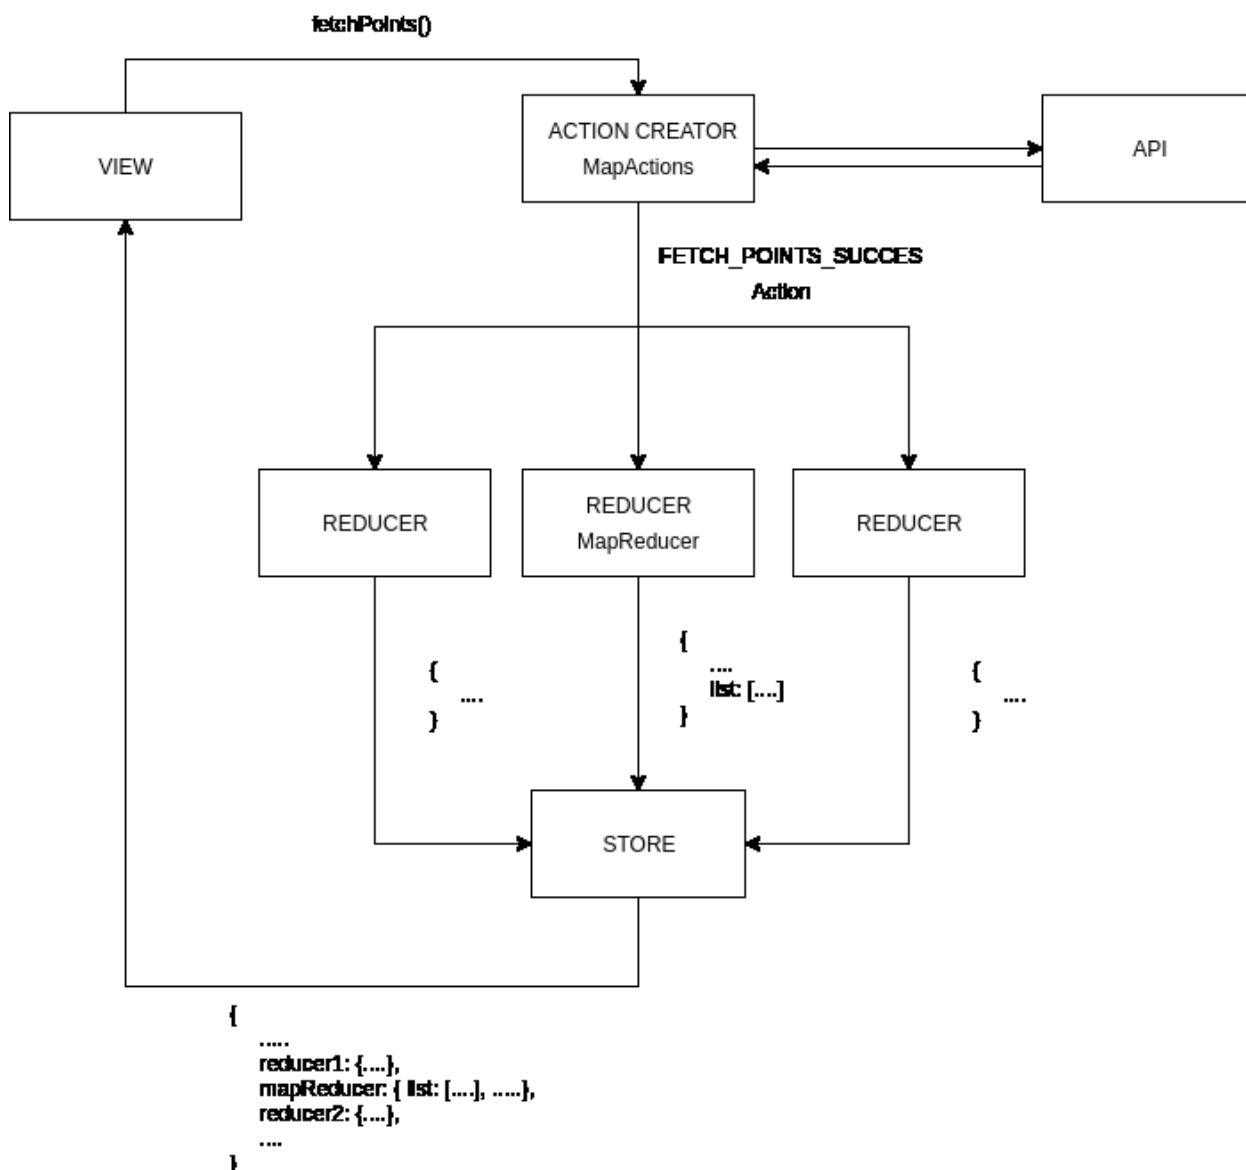 fetchPoints()
VIEW
ACTION CREATOR
MapActions
API
FETCH_POINTS_SUCCES
Action
REDUCER
REDUCER
MapReducer
REDUCER
{
....
}
{
....
list: [....]
}
{
....
}
STORE
{
.....
reducer1: {....},
mapReducer: { list: [....], .....},
reducer2: {....},
....
}